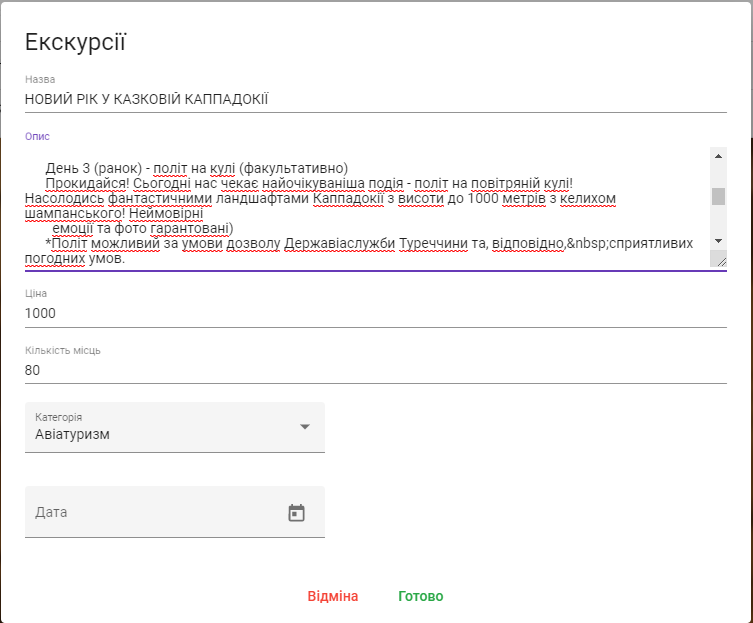 Екскурсії
Назва
НОВИЙ РІК У КАЗКОВІЙ КАППАДОКІЇ
Опис
День 3 (ранок) - політ на кулі (факультативно)
Прокидайся! Сьогодні нас чекає найочікуваніша подія - політ на повітряній кулі!
Насолодись фантастичними ландшафтами Каппадокії з висоти до 1000 метрів з келихом
шампанського! Неймовірні
емоції та фото гарантовані)
*Політ можливий за умови дозволу Державіаслужби Туреччини та, відповідно,&nbsp;сприятливих
погодних умов.
Ціна
1000
Кількість місць
80
Категорія
Авіатуризм
Дата
Відміна Готово